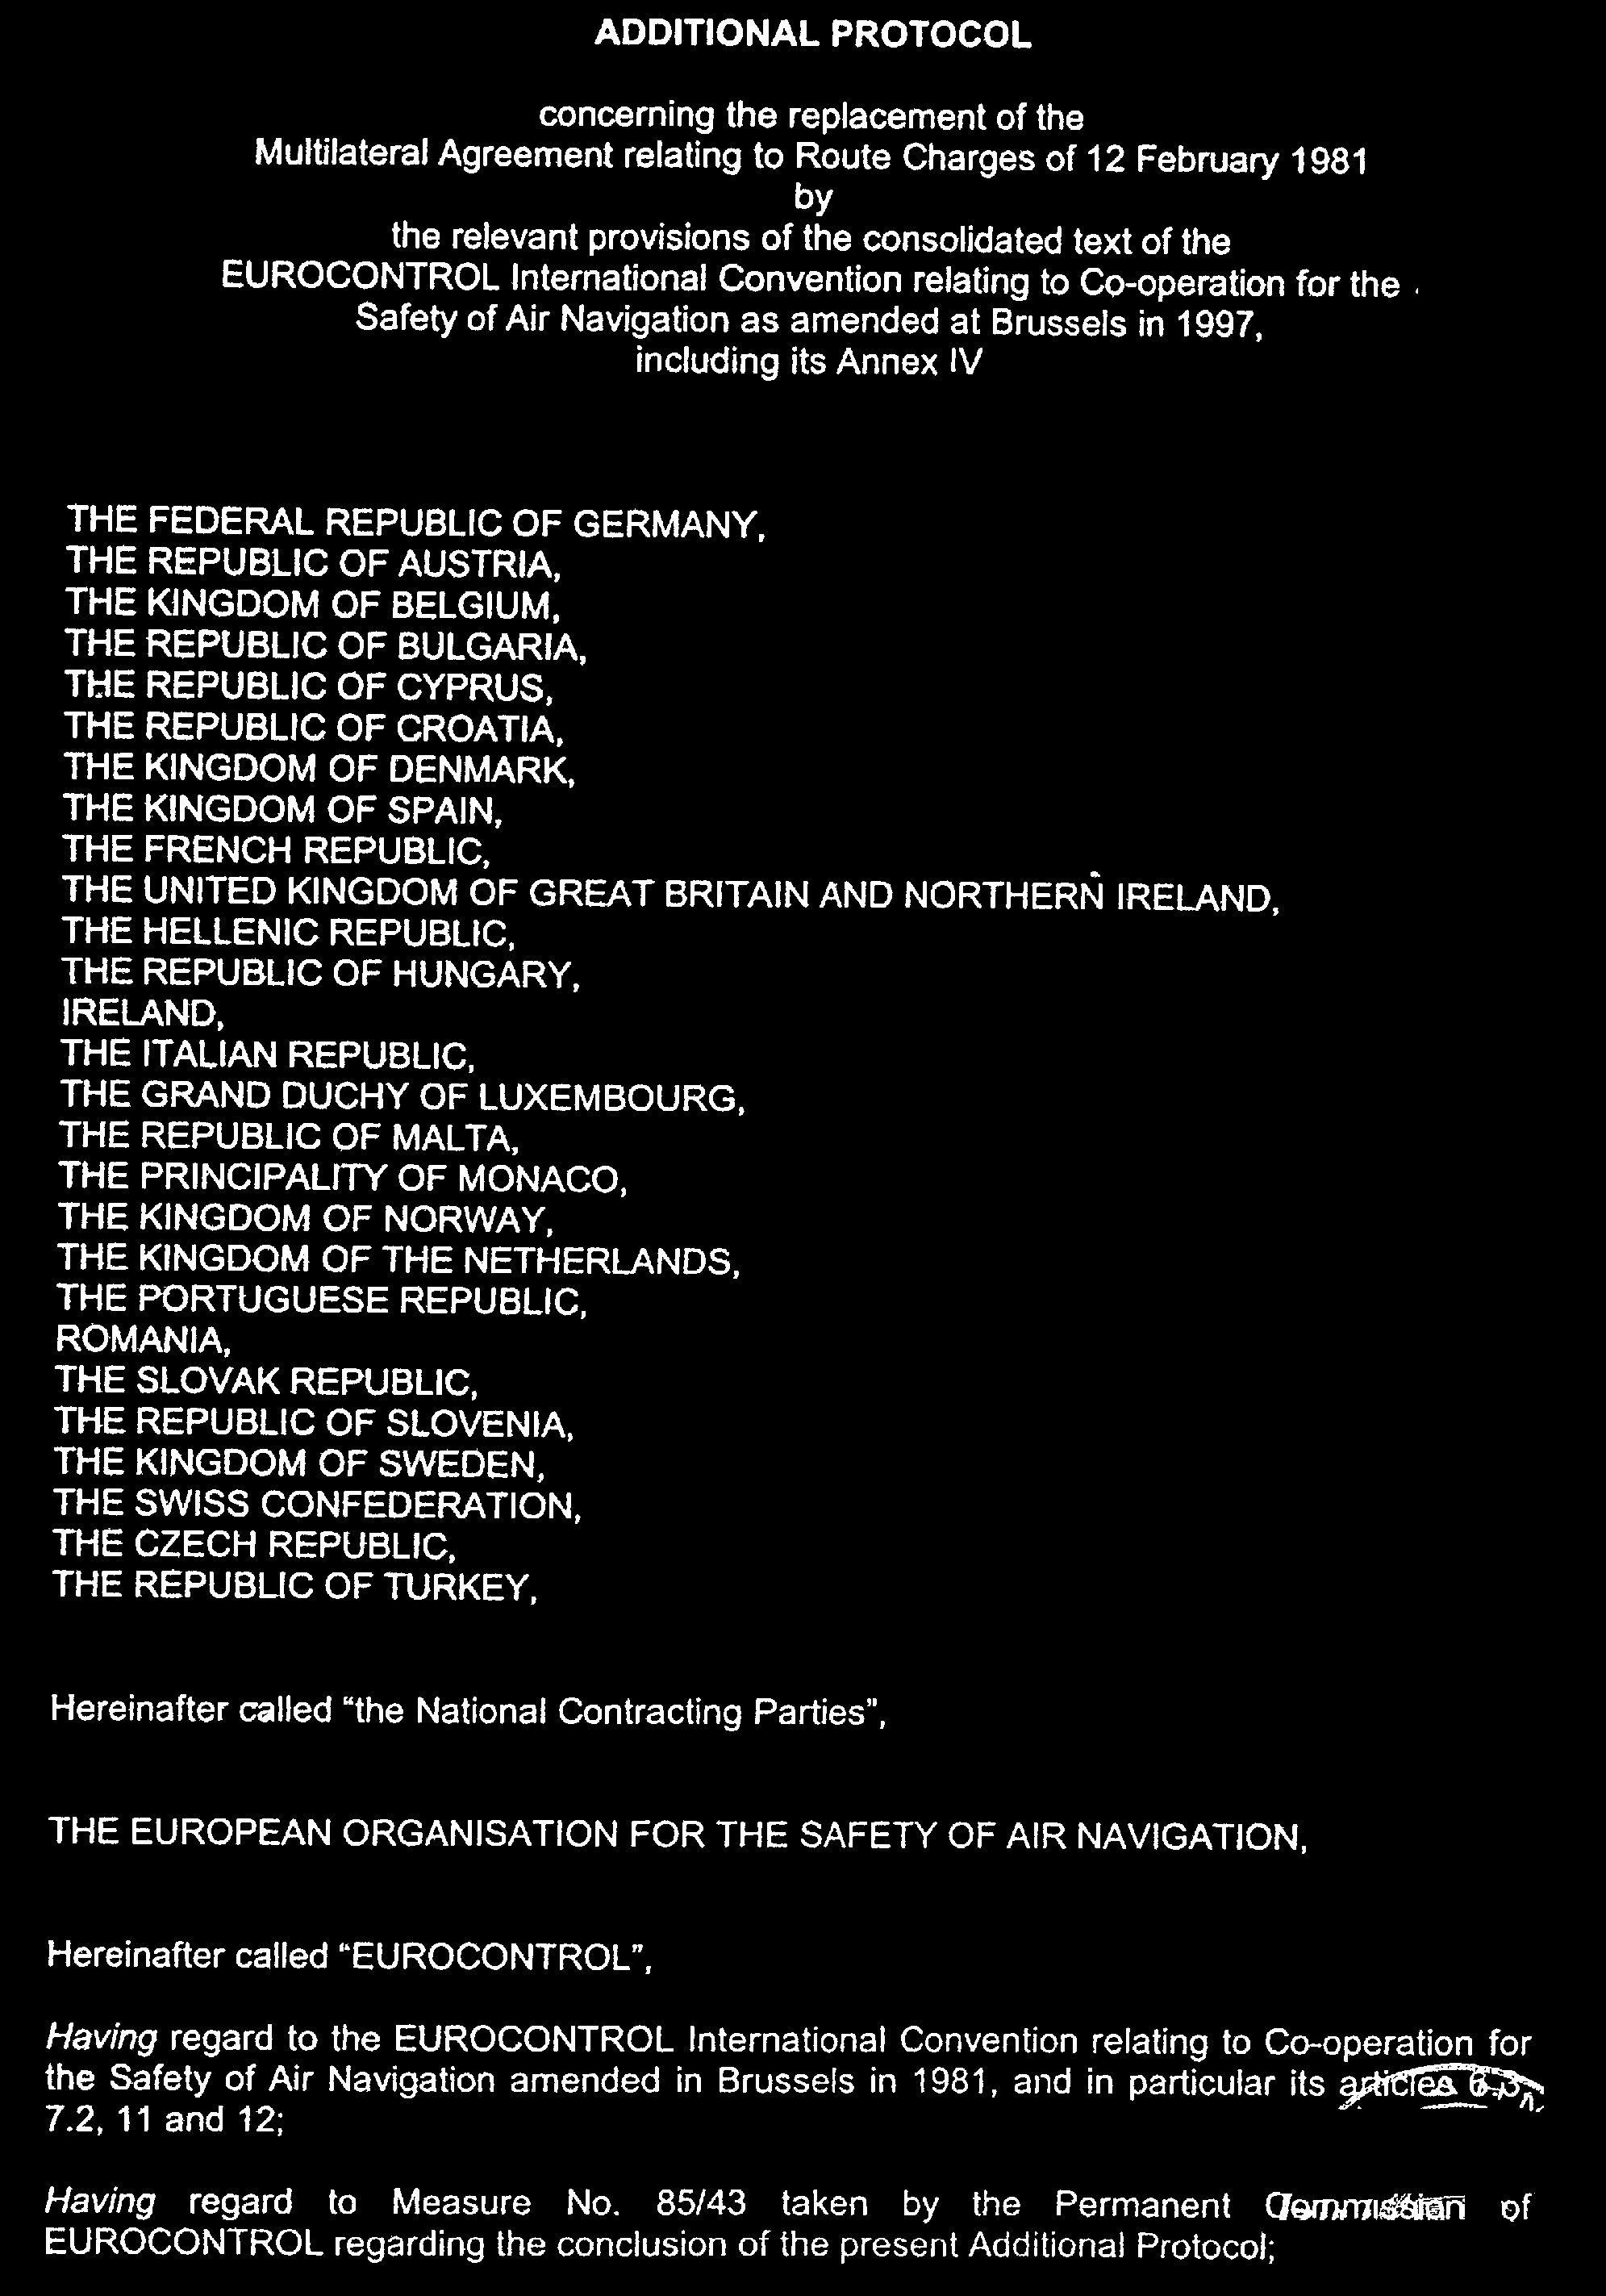 ADDITIONAL PROTOCOL
concerning the replacement of the
Multilateral Agreement relating to Route Charges of 12 February 1981
by
the relevant provisions of the consolidated text of the
EUROCONTROL International Convention relating to Co-operation for the
Safety of Air Navigation as amended at Brussels in 1997,
including its Annex IV
THE FEDERAL REPUBLIC OF GERMANY,
THE REPUBLIC OF AUSTRIA,
THE KINGDOM OF BELGIUM,
THE REPUBLIC OF BULGARIA,
THE REPUBLIC OF CYPRUS,
THE REPUBLIC OF CROATIA,
THE KINGDOM OF DENMARK,
THE KINGDOM OF SPAIN,
THE FRENCH REPUBLIC,
THE UNITED KINGDOM OF GREAT BRITAIN AND NORTHERN IRELAND,
THE HELLENIC REPUBLIC,
THE REPUBLIC OF HUNGARY,
IRELAND,
THE ITALIAN REPUBLIC,
THE GRAND DUCHY OF LUXEMBOURG,
THE REPUBLIC OF MALTA,
THE PRINCIPALITY OF MONACO,
THE KINGDOM OF NORWAY,
THE KINGDOM OF THE NETHERLANDS,
THE PORTUGUESE REPUBLIC,
ROMANIA,
THE SLOVAK REPUBLIC,
THE REPUBLIC OF SLOVENIA,
THE KINGDOM OF SWEDEN,
THE SWISS CONFEDERATION,
THE CZECH REPUBLIC,
THE REPUBLIC OF TURKEY,
Hereinafter called “the National Contracting Parties”,
THE EUROPEAN ORGANISATION FOR THE SAFETY OF AIR NAVIGATION,
Hereinafter called “EUROCONTROL”,
Having regard to the EUROCONTROL International Convention relating to Co-operation for
the Safety of Air Navigation amended in Brussels in 1981, and in particular its articles
7.2, 11 and 12;
Having regard to Measure No. 85/43 taken by the Permanent Commission of
EUROCONTROL regarding the conclusion of the present Additional Protocol;